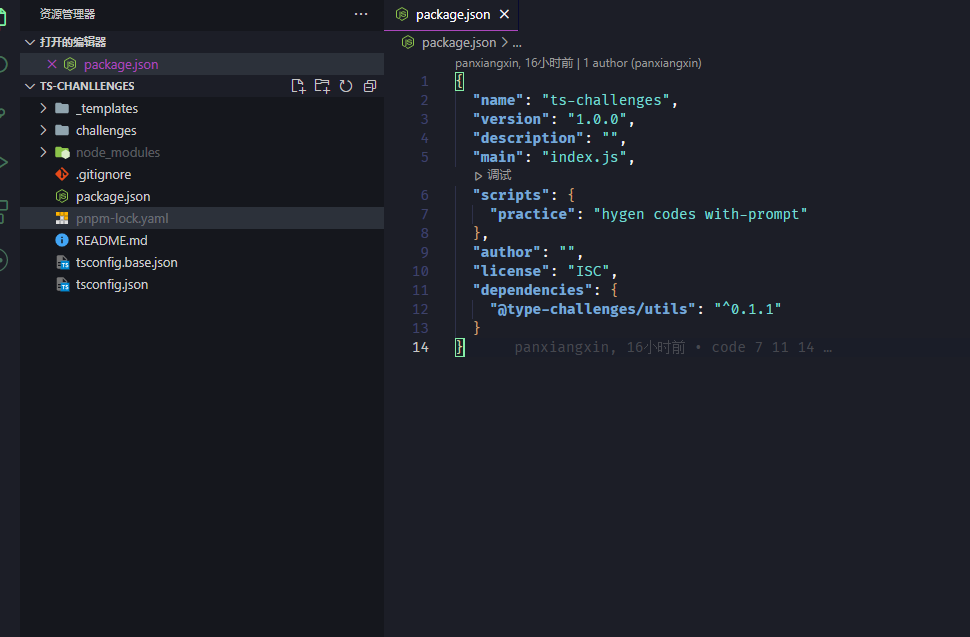 资源管理器
打开的编辑器
package.json
TS-CHANLLENGES
_templates
challenges
node_modules
.gitignore
package.json
pnpm-lock.yaml
README.md
tsconfig.base.json
tsconfig.json
package.json
package.json > ...
panxiangxin, 16小时前 | 1 author (panxiangxin)
1 {
2 "name": "ts-challenges",
3 "version": "1.0.0",
4 "description": "",
5 "main": "index.js",
调试
6 "scripts": {
7 "practice": "hygen codes with-prompt"
8 },
9 "author": "",
10 "license": "ISC",
11 "dependencies": {
12 "@type-challenges/utils": "^0.1.1"
13 }
14 } panxiangxin, 16小时前 • code 7 11 14 …